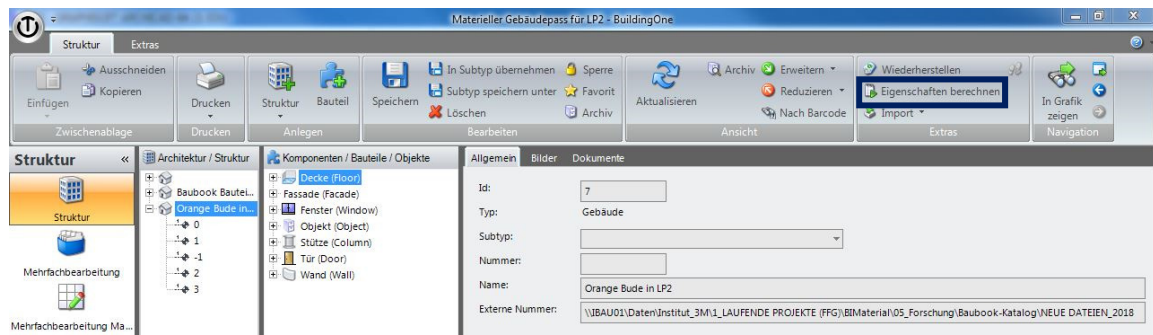 Materieller Gebäudepass für LP2 - BuildingOne
Struktur Extras
Einfügen
Ausschneiden
Kopieren
Zwischenablage
Drucken
Drucken
Struktur
Bauteil
Anlegen
Speichern
In Subtyp übernehmen
Subtyp speichern unter
Löschen
Sperre
Favorit
Archiv
Bearbeiten
Aktualisieren
Archiv
Erweitern
Reduzieren
Nach Barcode
Ansicht
Wiederherstellen
Eigenschaften berechnen
Import
Extras
In Grafik zeigen
Navigation
Struktur «
Struktur
Mehrfachbearbeitung
Mehrfachbearbeitung Ma...
Architektur / Struktur
Baubook Bautei...
Orange Bude in...
0
1
-1
2
3
Komponenten / Bauteile / Objekte
Decke (Floor)
Fassade (Facade)
Fenster (Window)
Objekt (Object)
Stütze (Column)
Tür (Door)
Wand (Wall)
Allgemein Bilder Dokumente
Id: 7
Typ: Gebäude
Subtyp:
Nummer:
Name: Orange Bude in LP2
Externe Nummer: \\IBAU01\Daten\Institut_3M\1_LAUFENDE PROJEKTE (FFG)\BIMaterial\05_Forschung\Baubook-Katalog\NEUE DATEIEN_2018